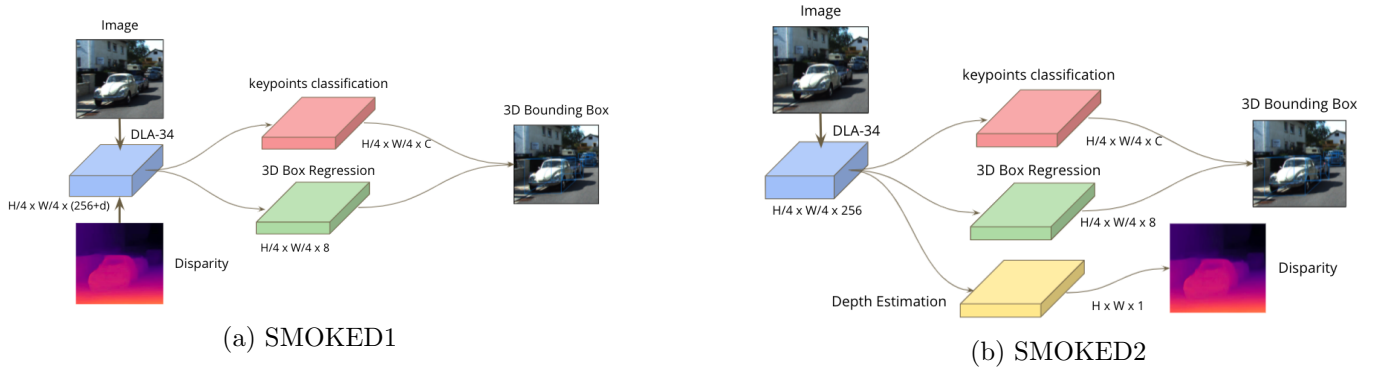 Image
DLA-34
keypoints classification
H/4 x W/4 x C
3D Bounding Box
3D Box Regression
H/4 x W/4 x (256+d)
H/4 x W/4 x 8
Disparity
(a) SMOKED1
Image
DLA-34
keypoints classification
H/4 x W/4 x C
3D Bounding Box
3D Box Regression
H/4 x W/4 x 256
H/4 x W/4 x 8
Depth Estimation
H x W x 1
Disparity
(b) SMOKED2